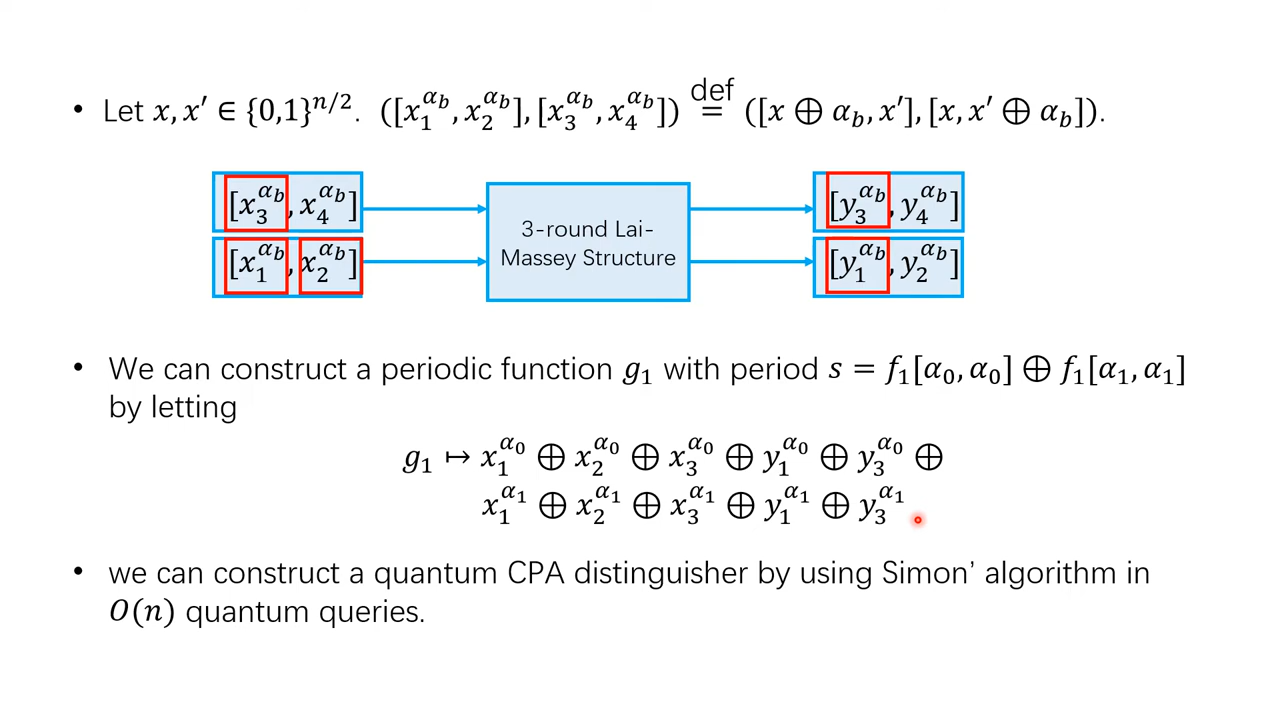 • Let x, x′ ∈ {0,1}^{n/2}. ([x_1^{α_b}, x_2^{α_b}], [x_3^{α_b}, x_4^{α_b}]) ≝ ([x ⊕ α_b, x′], [x, x′ ⊕ α_b]).
[x_3^{α_b}, x_4^{α_b}]
[x_1^{α_b}, x_2^{α_b}]
3-round Lai-
Massey Structure
[y_3^{α_b}, y_4^{α_b}]
[y_1^{α_b}, y_2^{α_b}]
• We can construct a periodic function g_1 with period s = f_1[α_0, α_0] ⊕ f_1[α_1, α_1]
by letting
g_1 ↦ x_1^{α_0} ⊕ x_2^{α_0} ⊕ x_3^{α_0} ⊕ y_1^{α_0} ⊕ y_3^{α_0} ⊕
x_1^{α_1} ⊕ x_2^{α_1} ⊕ x_3^{α_1} ⊕ y_1^{α_1} ⊕ y_3^{α_1}
• we can construct a quantum CPA distinguisher by using Simon’ algorithm in
O(n) quantum queries.